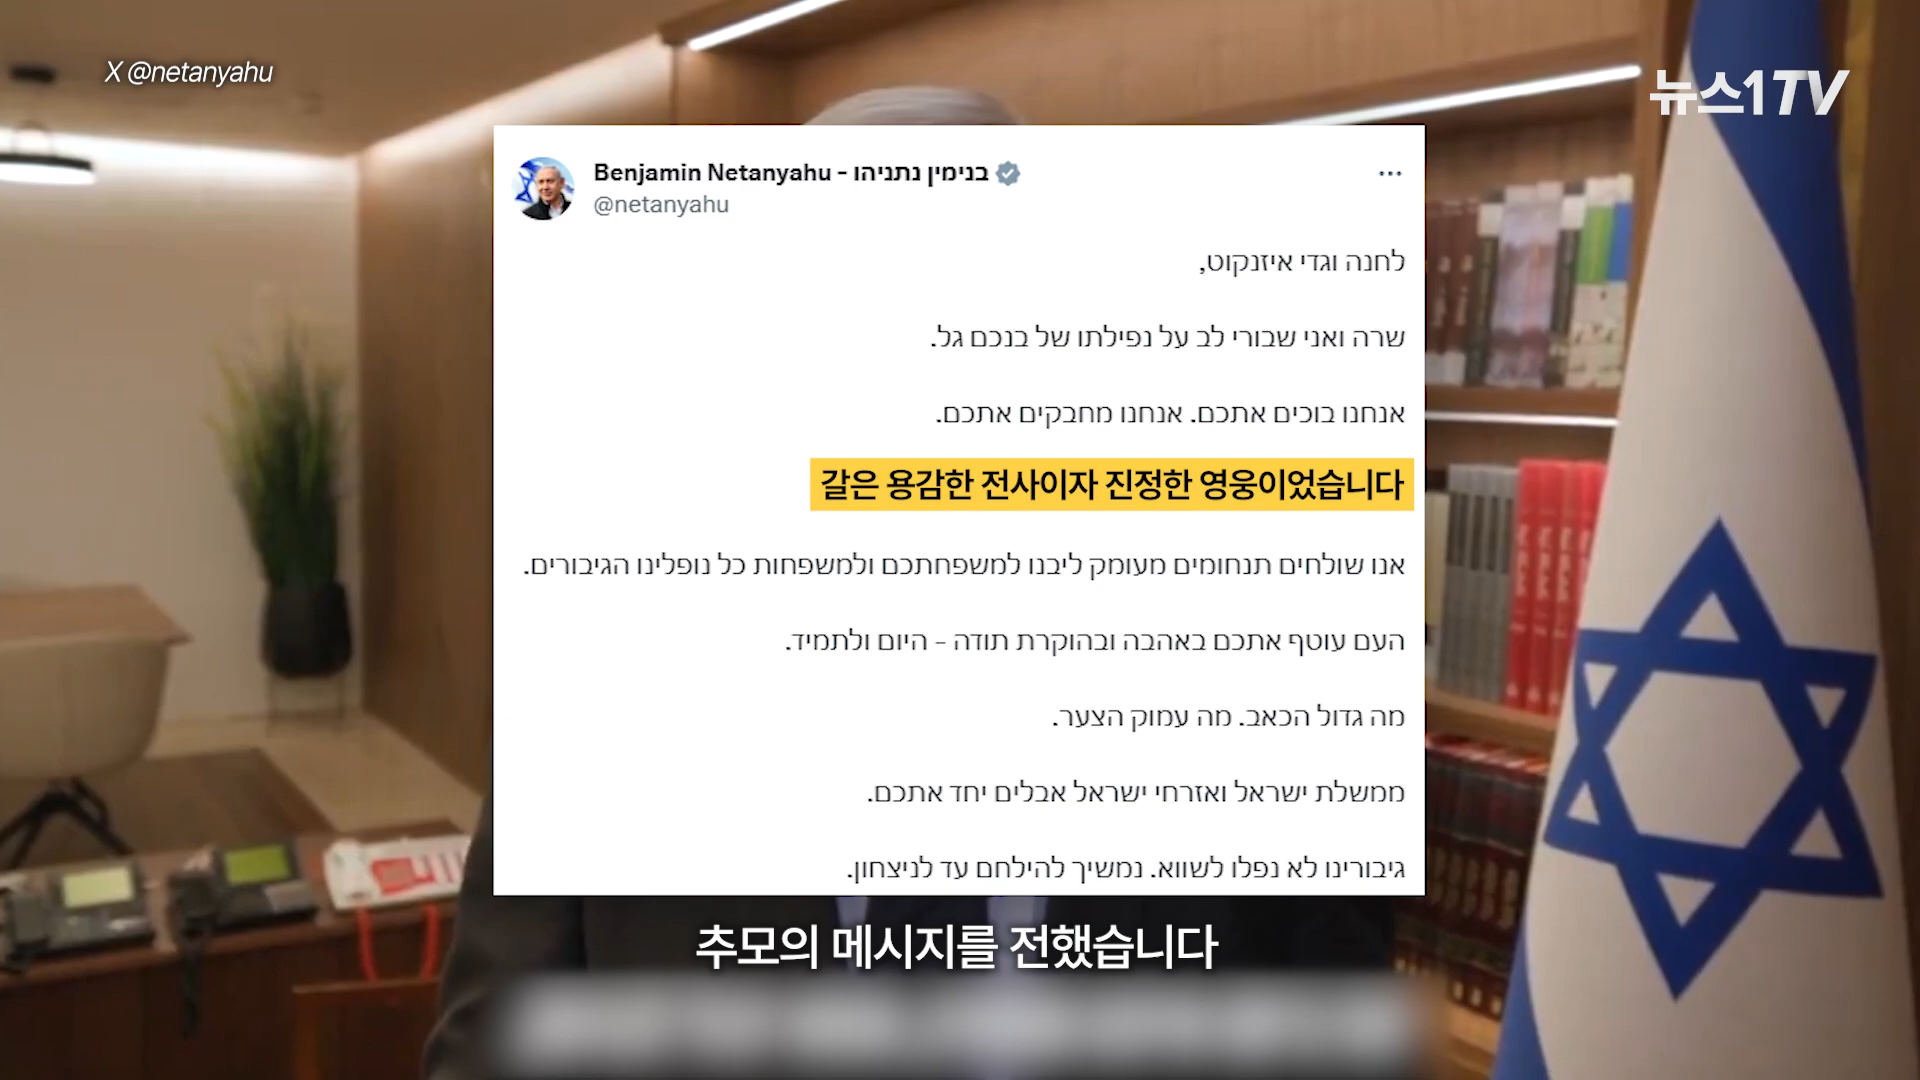 X @netanyahu
뉴스1TV
Benjamin Netanyahu - בנימין נתניהו
@netanyahu
לחנה וגדי איזנקוט,
שרה ואני שבורי לב על נפילתו של בנכם גל.
אנחנו בוכים אתכם. אנחנו מחבקים אתכם.
갈은 용감한 전사이자 진정한 영웅이었습니다
אנו שולחים תנחומים מעומק ליבנו למשפחתכם ולמשפחות כל נופלינו הגיבורים.
העם עוטף אתכם באהבה ובהוקרת תודה - היום ולתמיד.
מה גדול הכאב. מה עמוק הצער.
ממשלת ישראל ואזרחי ישראל אבלים יחד אתכם.
גיבורינו לא נפלו לשווא. נמשיך להילחם עד לניצחון.
추모의 메시지를 전했습니다